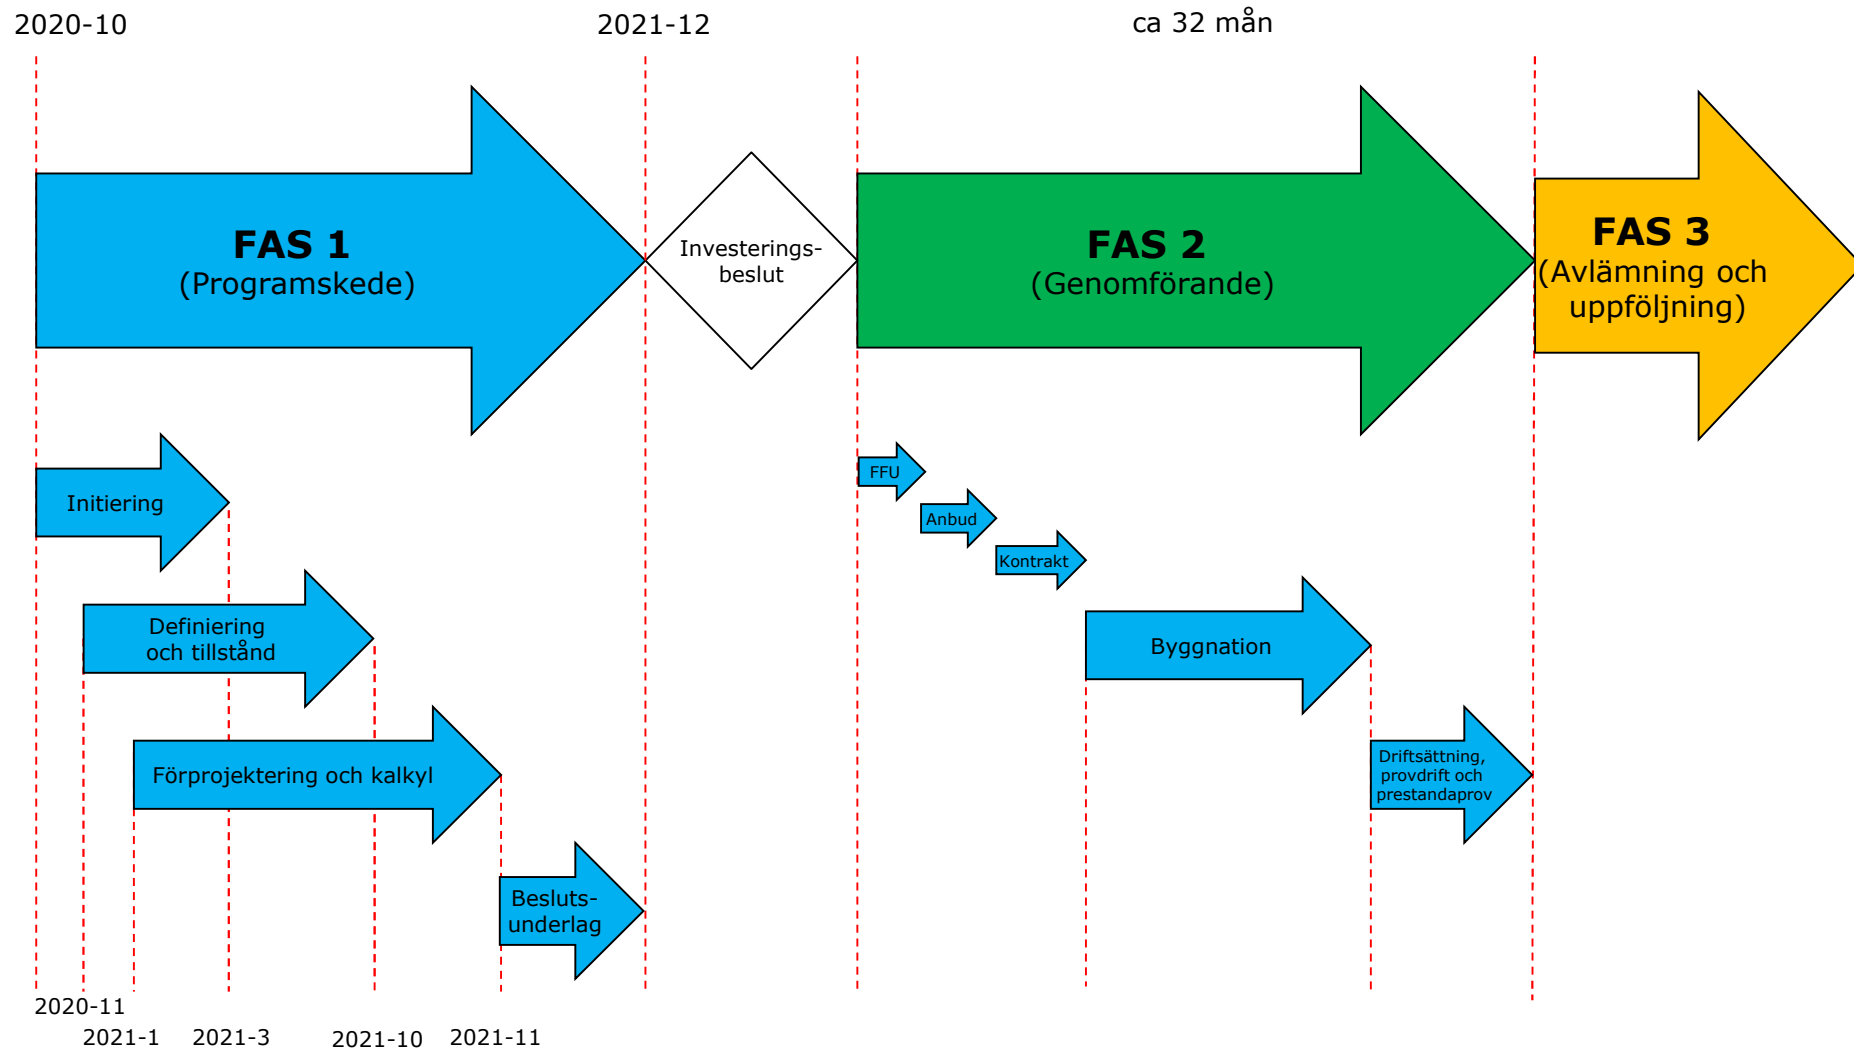 2020-10
2021-12
ca 32 mån
FAS 1
(Programskede)
Investerings-
beslut
FAS 2
(Genomförande)
FAS 3
(Avlämning och
uppföljning)
Initiering
Definiering
och tillstånd
Förprojektering och kalkyl
Besluts-
underlag
FFU
Anbud
Kontrakt
Byggnation
Driftsättning,
provdrift och
prestandaprov
2020-11
2021-1
2021-3
2021-10
2021-11